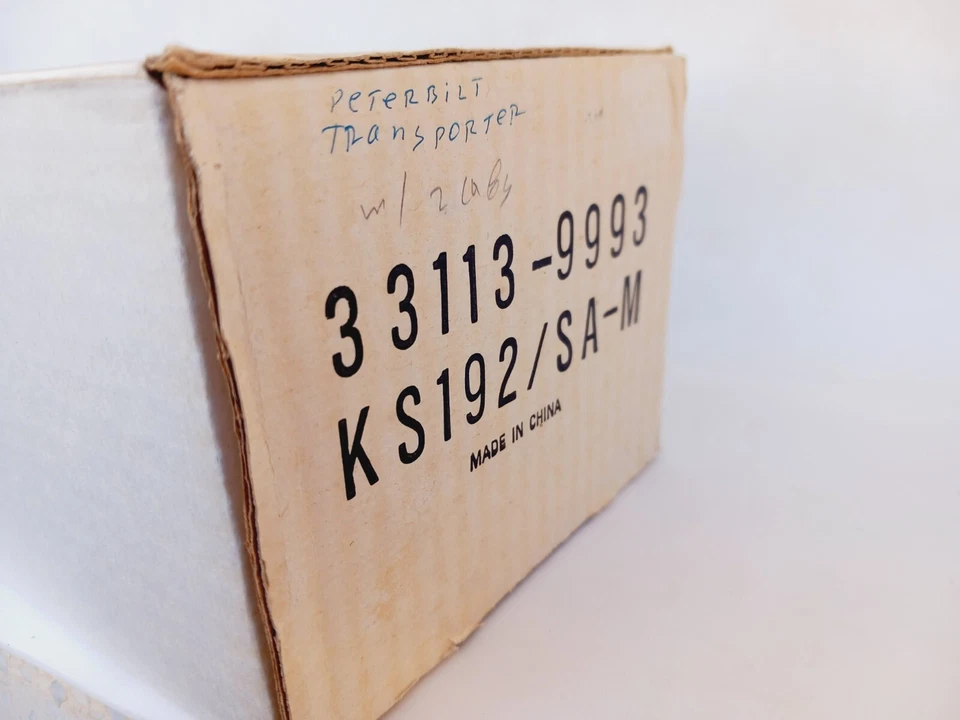 PETERBILT
TRANSPORTER
w/ 2 cabs
3 3113-9993
KS192/SA-M
MADE IN CHINA